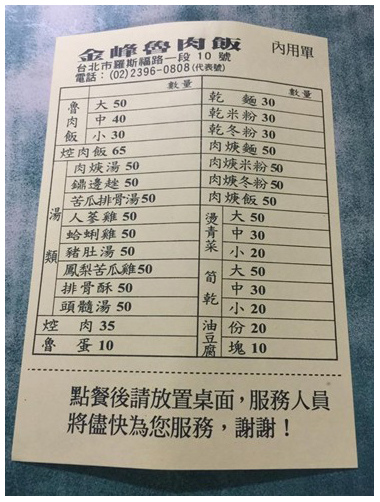 金峰魯肉飯
內用單
台北市羅斯福路一段10號
電話：(02)2396-0808(代表號)
數量
魯肉飯 大 50
中 40
小 30
焢肉飯 65
湯類 肉羹湯 50
鏽邊趖 50
苦瓜排骨湯 50
人蔘雞 50
蛤蜊雞 50
豬肚湯 50
鳳梨苦瓜雞 50
排骨酥 50
頭髓湯 50
焢肉 35
魯蛋 10
數量
乾麵 30
乾米粉 30
乾冬粉 30
肉羹麵 50
肉羹米粉 50
肉羹冬粉 50
肉羹飯 50
燙青菜 大 50
中 30
小 20
筍乾 大 50
中 30
小 20
油豆腐 份 20
塊 10
點餐後請放置桌面，服務人員
將儘快為您服務，謝謝！